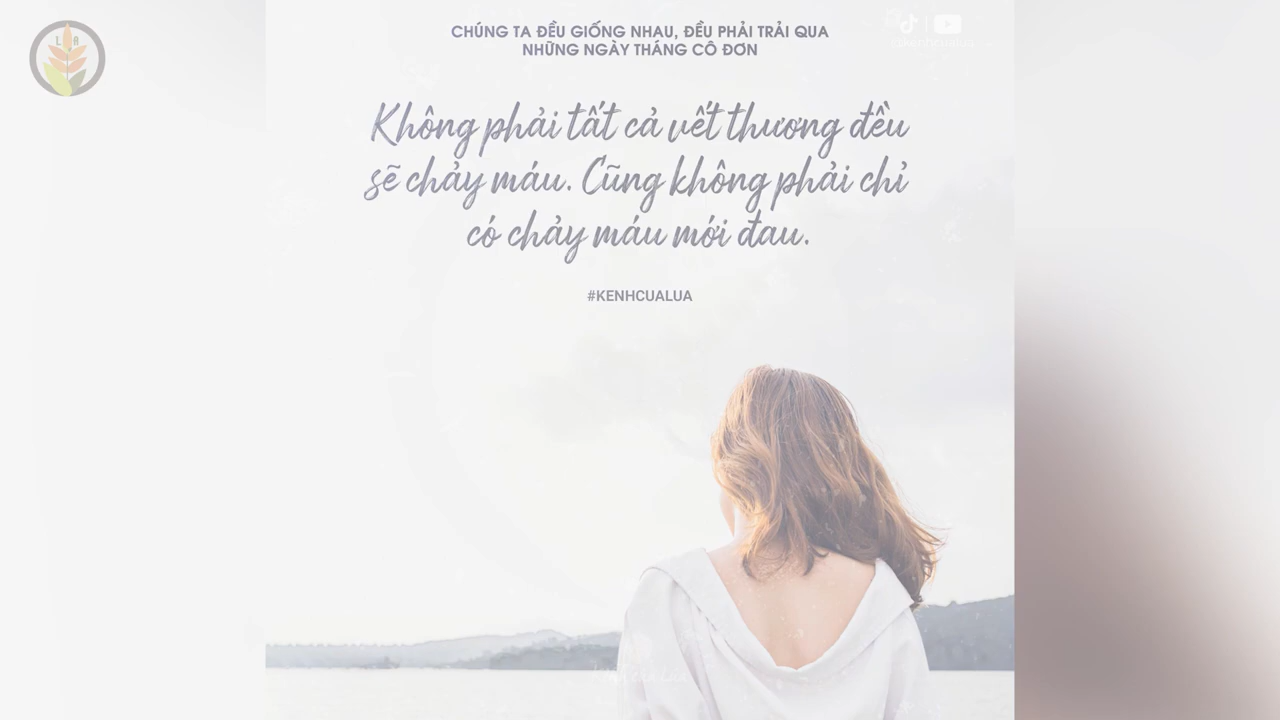 L A
CHÚNG TA ĐỀU GIỐNG NHAU, ĐỀU PHẢI TRẢI QUA
NHỮNG NGÀY THÁNG CÔ ĐƠN
Không phải tất cả vết thương đều
sẽ chảy máu. Cũng không phải chỉ
có chảy máu mới đau.
#KENHCUALUA